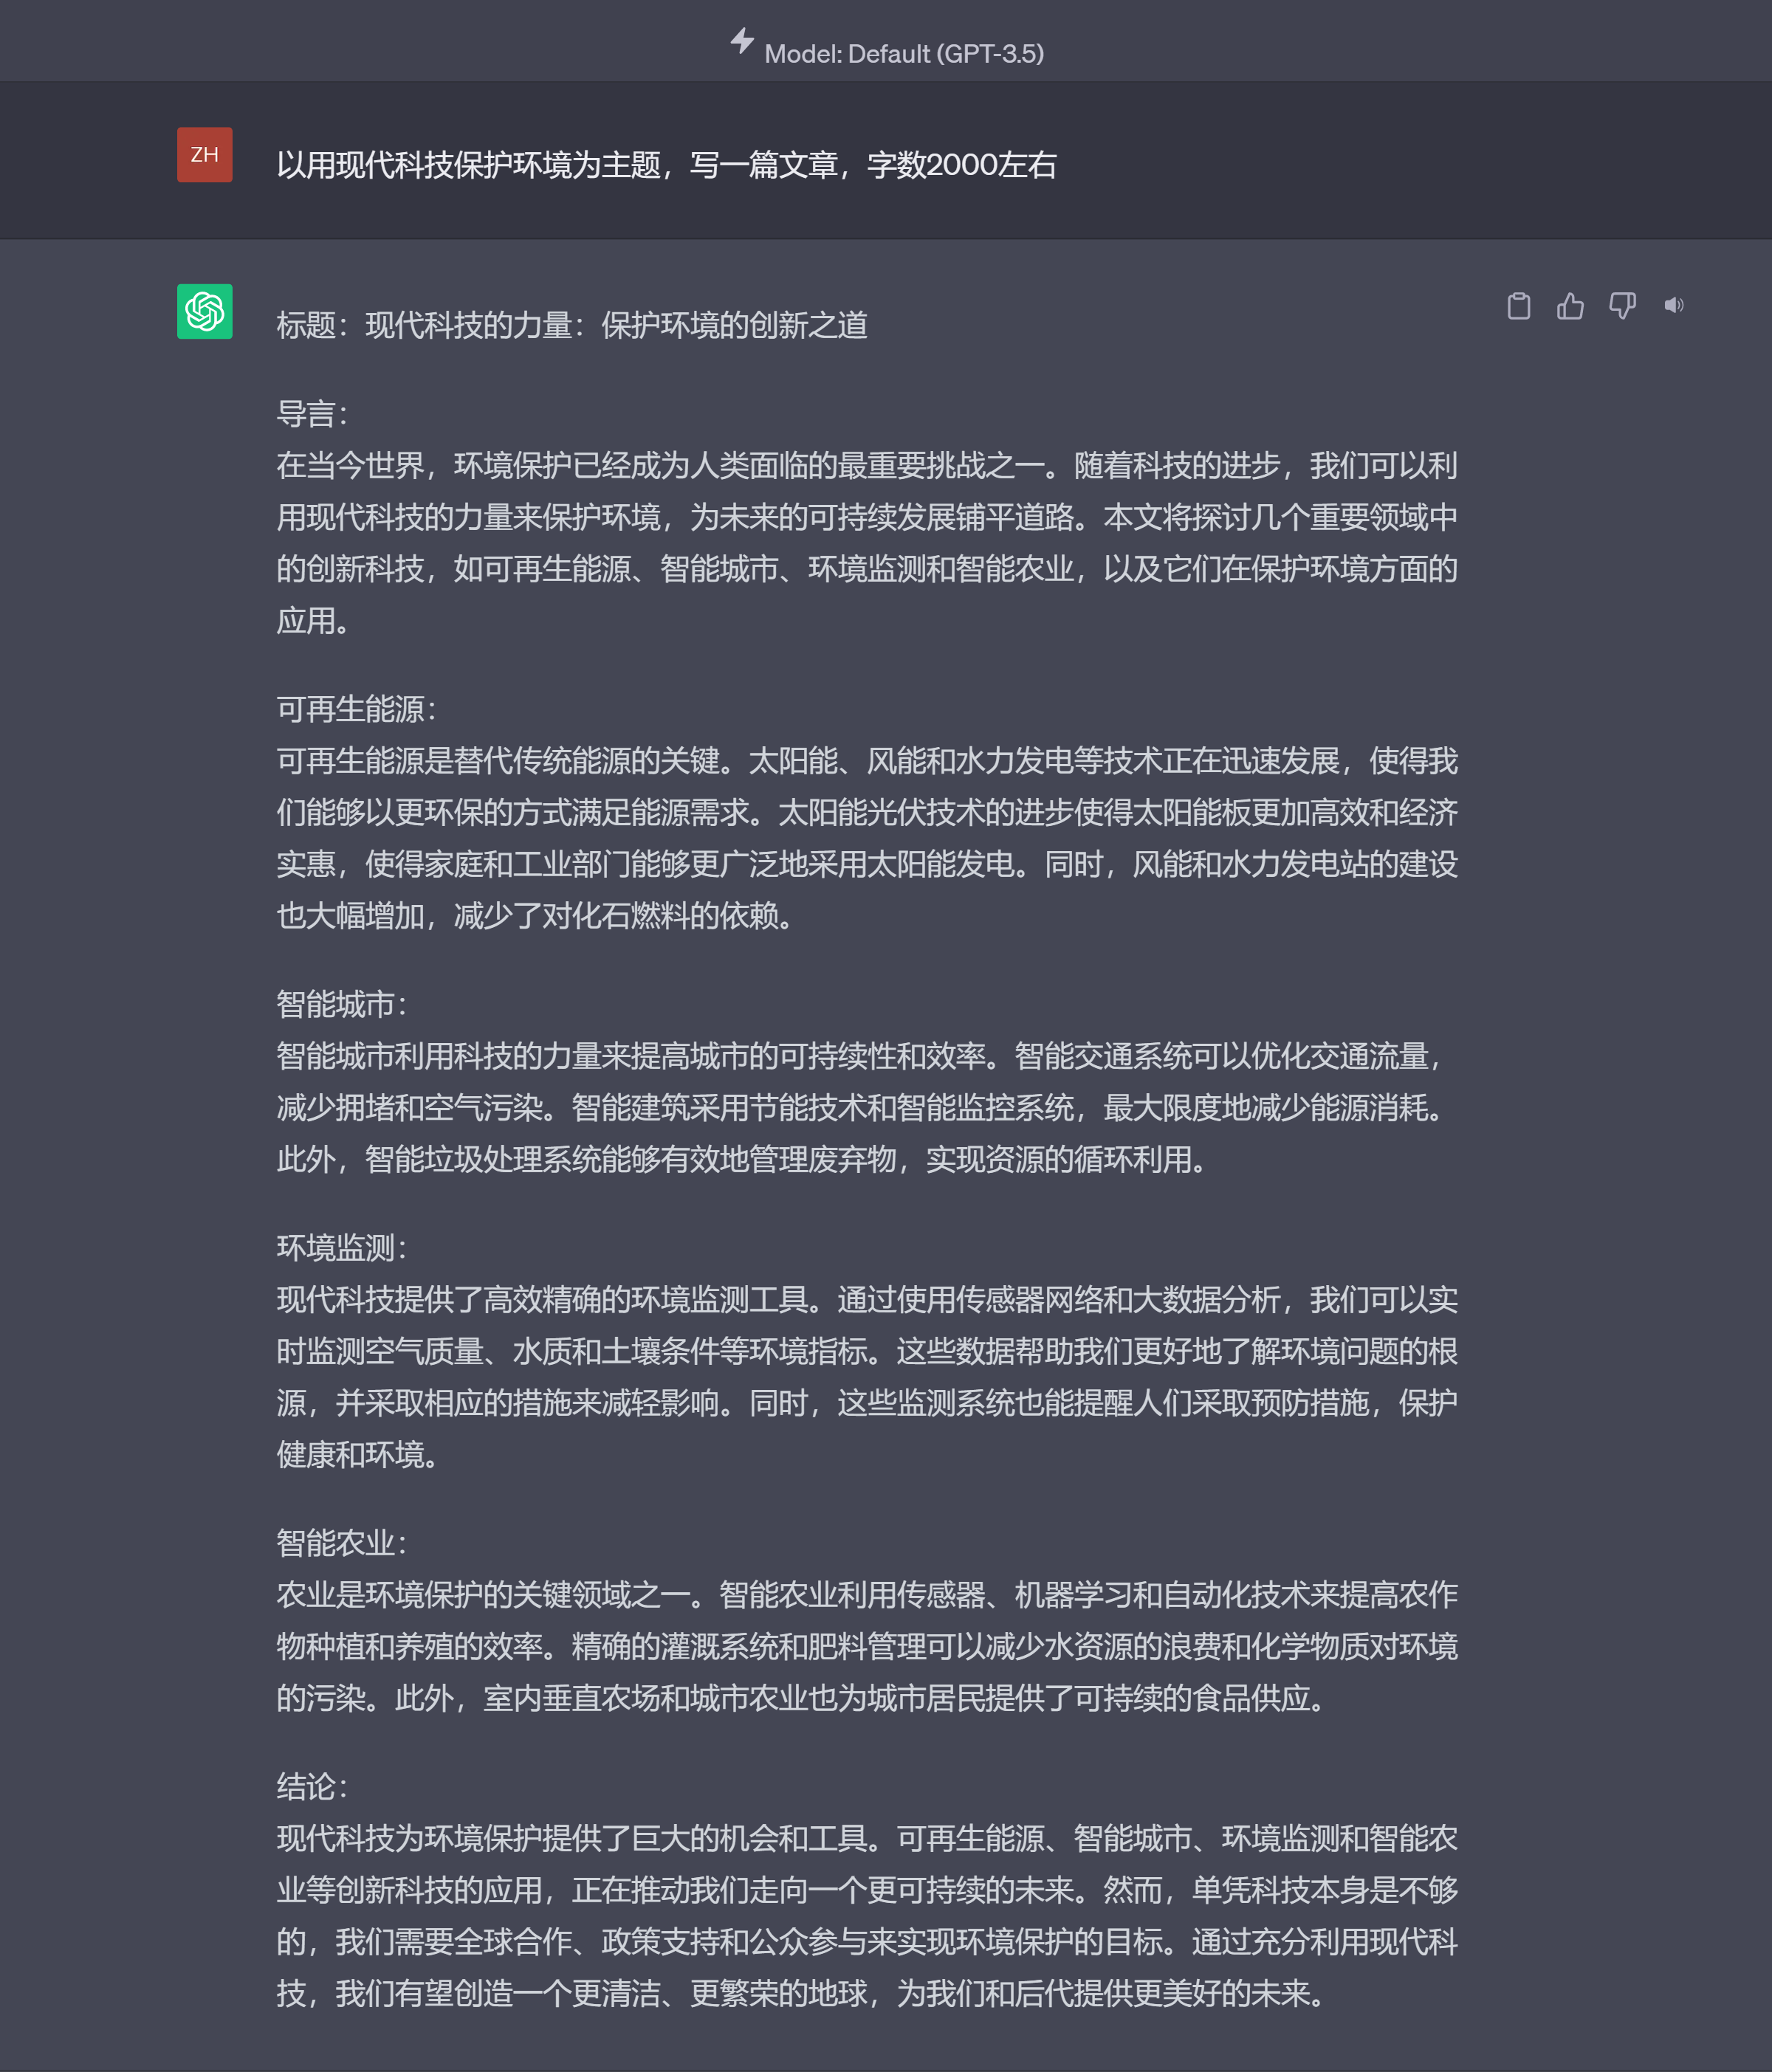 Model: Default (GPT-3.5)
ZH
以用现代科技保护环境为主题，写一篇文章，字数2000左右
标题：现代科技的力量：保护环境的创新之道
导言：
在当今世界，环境保护已经成为人类面临的最重要挑战之一。随着科技的进步，我们可以利
用现代科技的力量来保护环境，为未来的可持续发展铺平道路。本文将探讨几个重要领域中
的创新科技，如可再生能源、智能城市、环境监测和智能农业，以及它们在保护环境方面的
应用。
可再生能源：
可再生能源是替代传统能源的关键。太阳能、风能和水力发电等技术正在迅速发展，使得我
们能够以更环保的方式满足能源需求。太阳能光伏技术的进步使得太阳能板更加高效和经济
实惠，使得家庭和工业部门能够更广泛地采用太阳能发电。同时，风能和水力发电站的建设
也大幅增加，减少了对化石燃料的依赖。
智能城市：
智能城市利用科技的力量来提高城市的可持续性和效率。智能交通系统可以优化交通流量，
减少拥堵和空气污染。智能建筑采用节能技术和智能监控系统，最大限度地减少能源消耗。
此外，智能垃圾处理系统能够有效地管理废弃物，实现资源的循环利用。
环境监测：
现代科技提供了高效精确的环境监测工具。通过使用传感器网络和大数据分析，我们可以实
时监测空气质量、水质和土壤条件等环境指标。这些数据帮助我们更好地了解环境问题的根
源，并采取相应的措施来减轻影响。同时，这些监测系统也能提醒人们采取预防措施，保护
健康和环境。
智能农业：
农业是环境保护的关键领域之一。智能农业利用传感器、机器学习和自动化技术来提高农作
物种植和养殖的效率。精确的灌溉系统和肥料管理可以减少水资源的浪费和化学物质对环境
的污染。此外，室内垂直农场和城市农业也为城市居民提供了可持续的食品供应。
结论：
现代科技为环境保护提供了巨大的机会和工具。可再生能源、智能城市、环境监测和智能农
业等创新科技的应用，正在推动我们走向一个更可持续的未来。然而，单凭科技本身是不够
的，我们需要全球合作、政策支持和公众参与来实现环境保护的目标。通过充分利用现代科
技，我们有望创造一个更清洁、更繁荣的地球，为我们和后代提供更美好的未来。